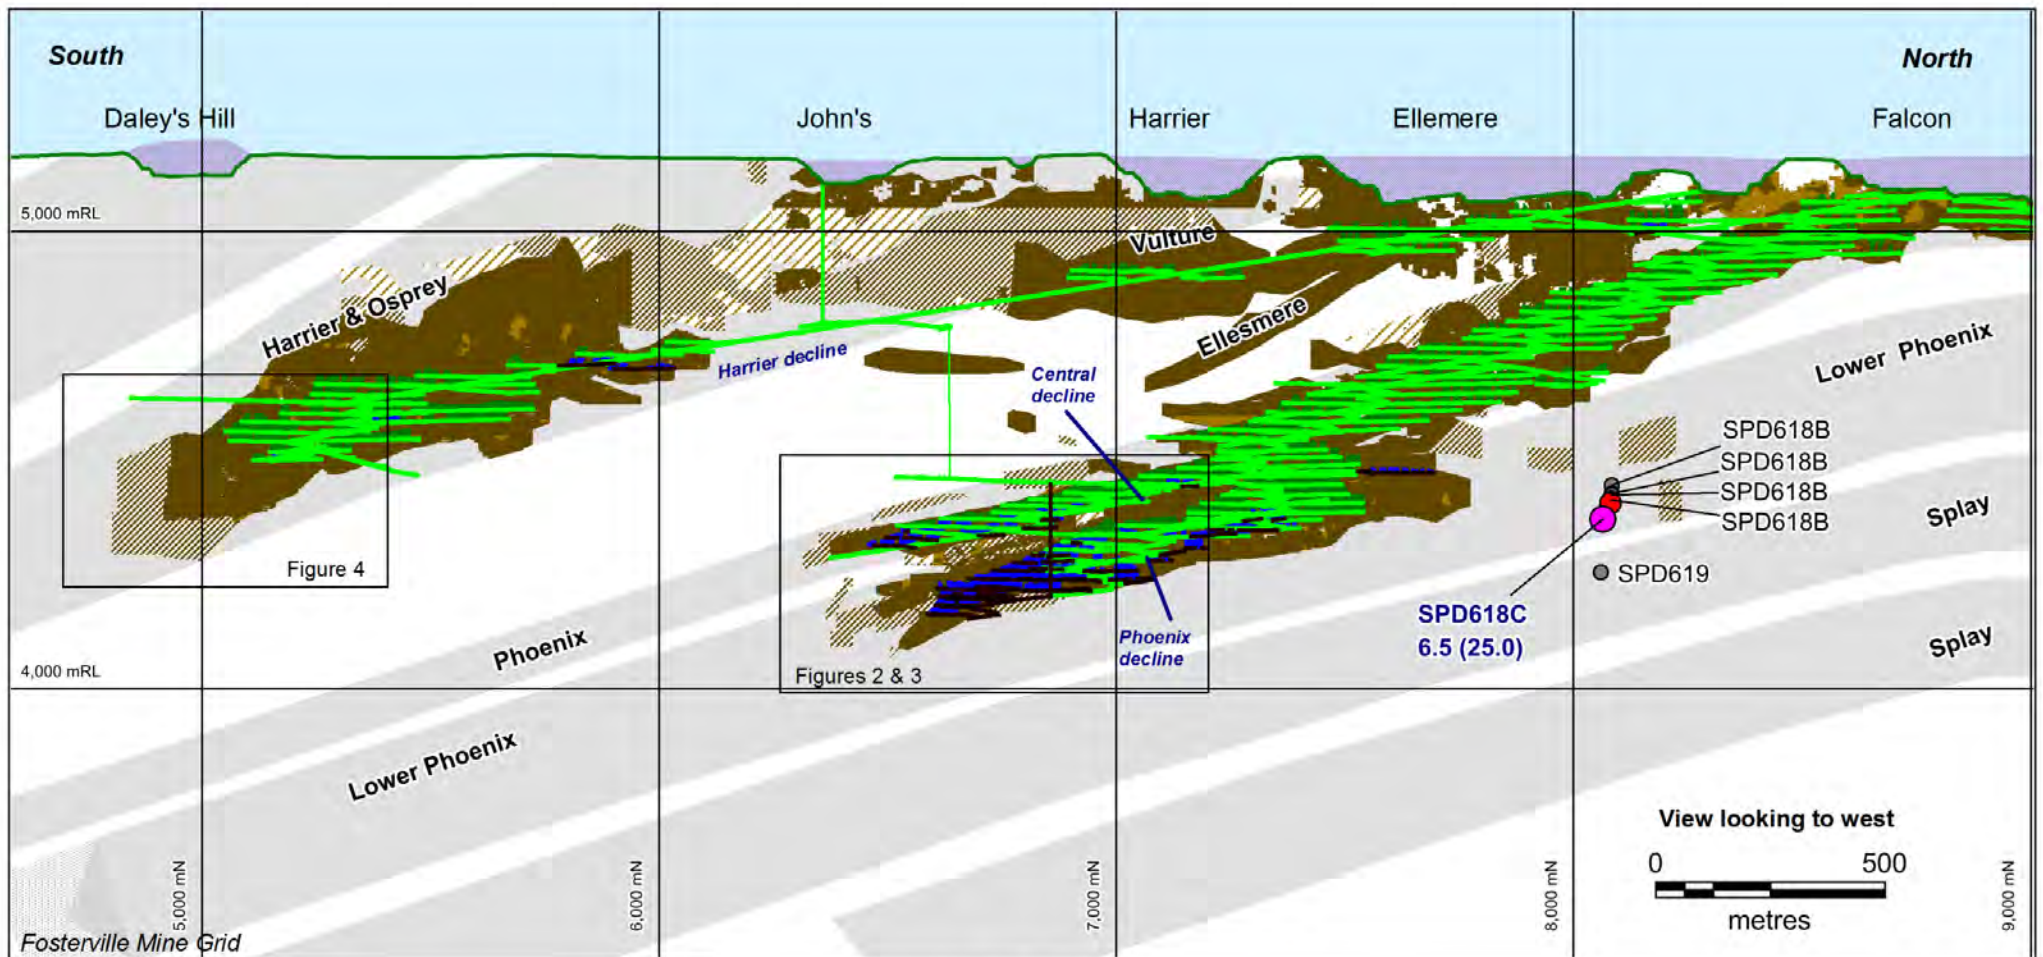 South
North
Daley's Hill
John's
Harrier
Ellemere
Falcon
5,000 mRL
Vulture
Harrier & Osprey
Ellesmere
Harrier decline
Lower Phoenix
Central
decline
SPD618B
SPD618B
SPD618B
SPD618B
Splay
Figure 4
SPD619
SPD618C
6.5 (25.0)
Phoenix
Phoenix
decline
Splay
4,000 mRL
Figures 2 & 3
Lower Phoenix
View looking to west
0 500
metres
5,000 mN
6,000 mN
7,000 mN
8,000 mN
9,000 mN
Fosterville Mine Grid